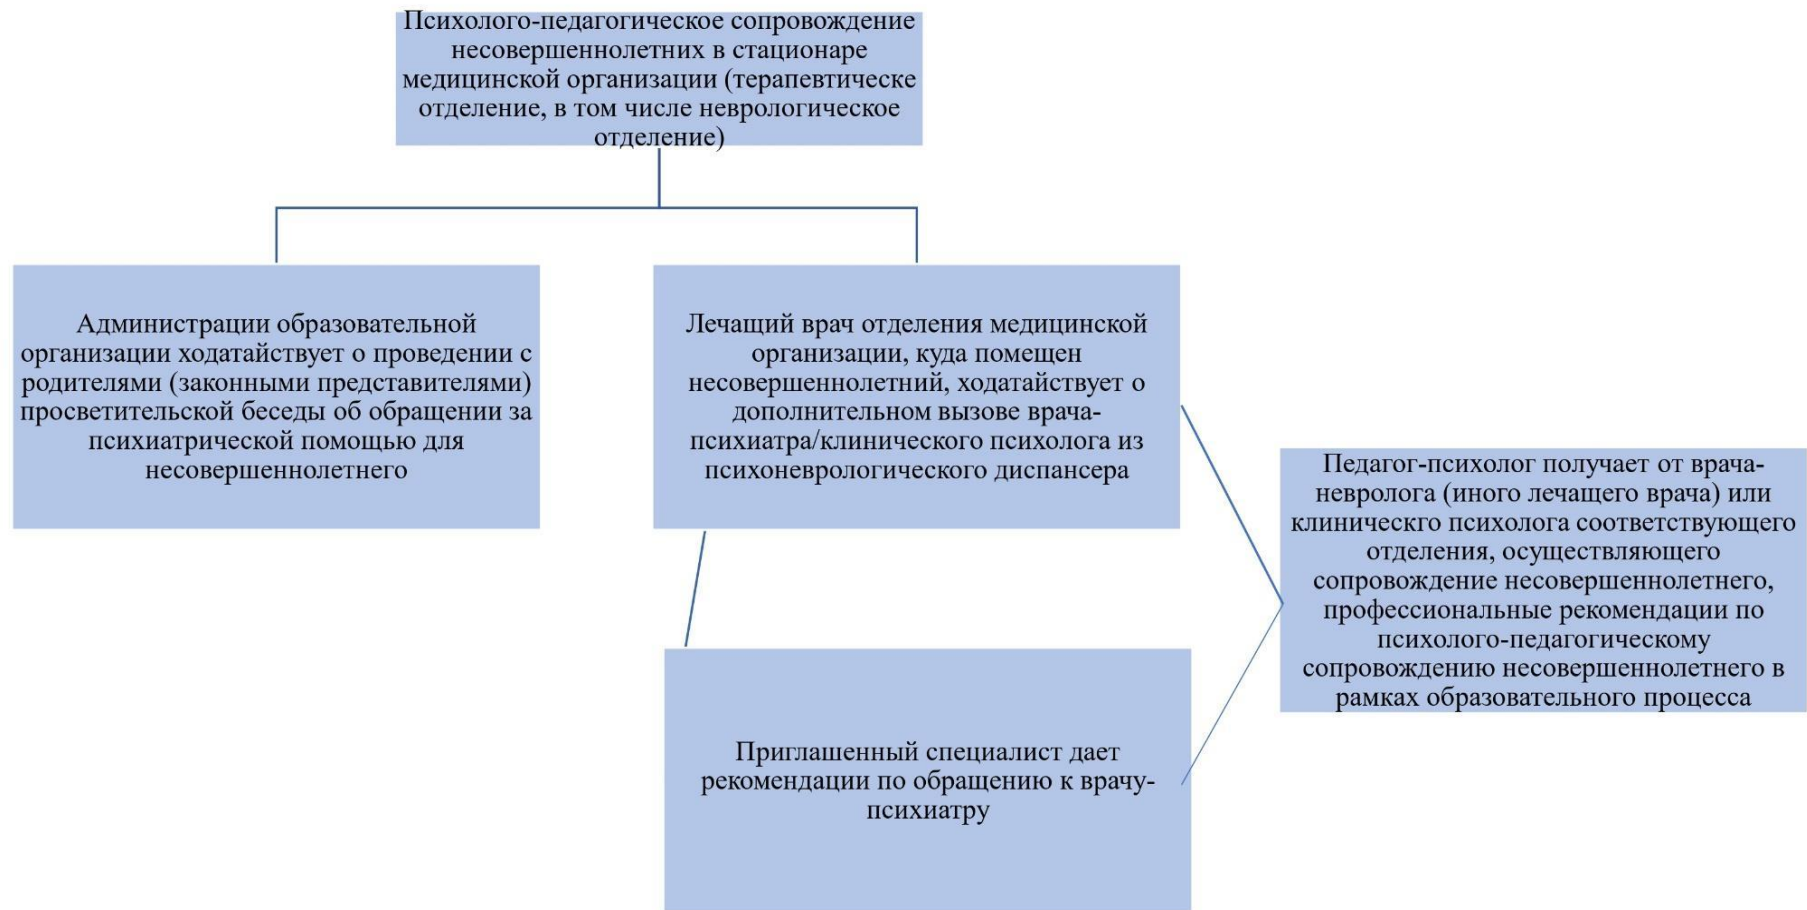 Психолого-педагогическое сопровождение
несовершеннолетних в стационаре
медицинской организации (терапевтическе
отделение, в том числе неврологическое
отделение)
Администрации образовательной
организации ходатайствует о проведении с
родителями (законными представителями)
просветительской беседы об обращении за
психиатрической помощью для
несовершеннолетнего
Лечащий врач отделения медицинской
организации, куда помещен
несовершеннолетний, ходатайствует о
дополнительном вызове врача-
психиатра/клинического психолога из
психоневрологического диспансера
Педагог-психолог получает от врача-
невролога (иного лечащего врача) или
клиническго психолога соответствующего
отделения, осуществляющего
сопровождение несовершеннолетнего,
профессиональные рекомендации по
психолого-педагогическому
сопровождению несовершеннолетнего в
рамках образовательного процесса
Приглашенный специалист дает
рекомендации по обращению к врачу-
психиатру